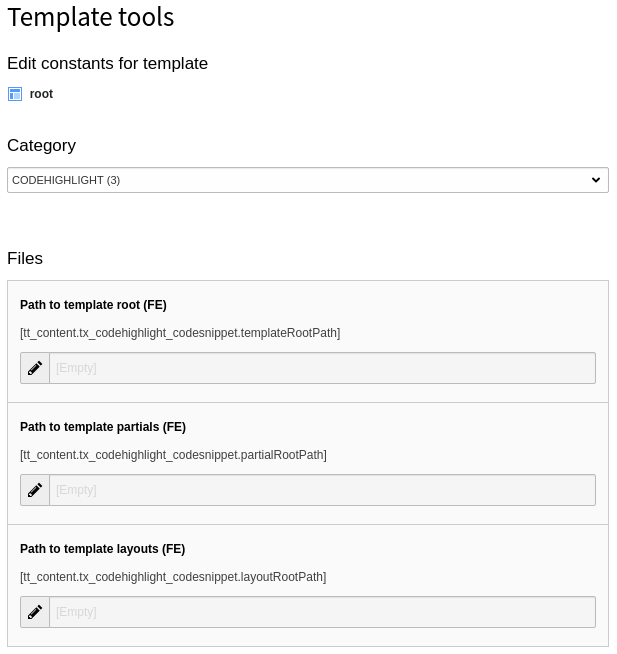 Template tools
Edit constants for template
root
Category
CODEHIGHLIGHT (3)
Files
Path to template root (FE)
[tt_content.tx_codehighlight_codesnippet.templateRootPath]
[Empty]
Path to template partials (FE)
[tt_content.tx_codehighlight_codesnippet.partialRootPath]
[Empty]
Path to template layouts (FE)
[tt_content.tx_codehighlight_codesnippet.layoutRootPath]
[Empty]